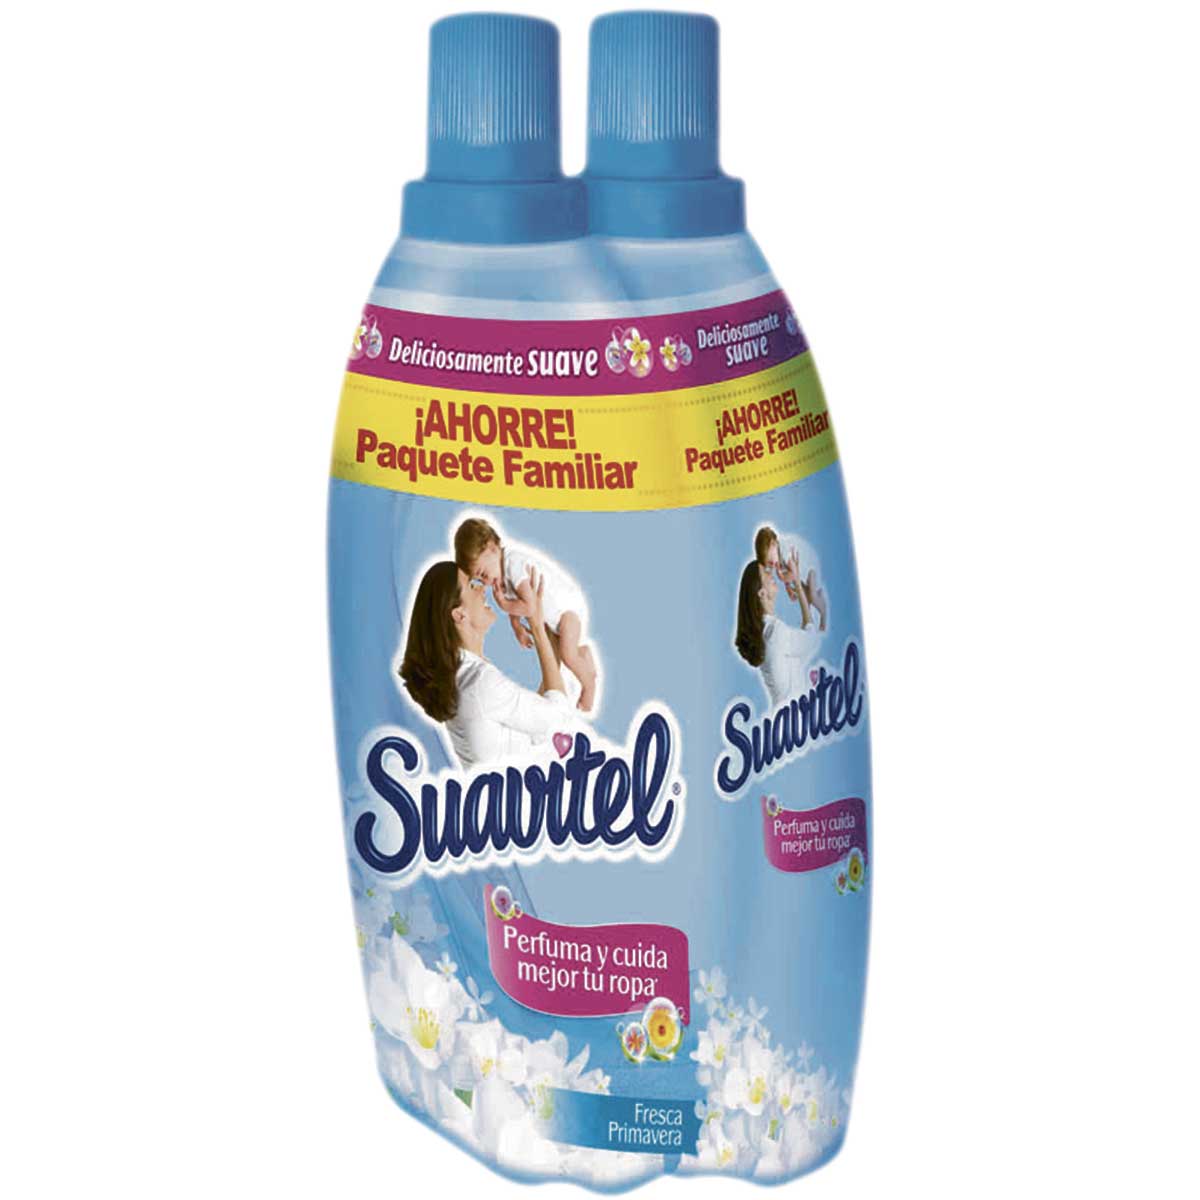 Deliciosamente suave
¡AHORRE!
Paquete Familiar
Suavitel®
Perfuma y cuida
mejor tu ropa
Fresca
Primavera
Deliciosamente
suave
¡AHORRE!
Paquete Familiar
Suavitel
Perfuma y cuida
mejor tu ropa